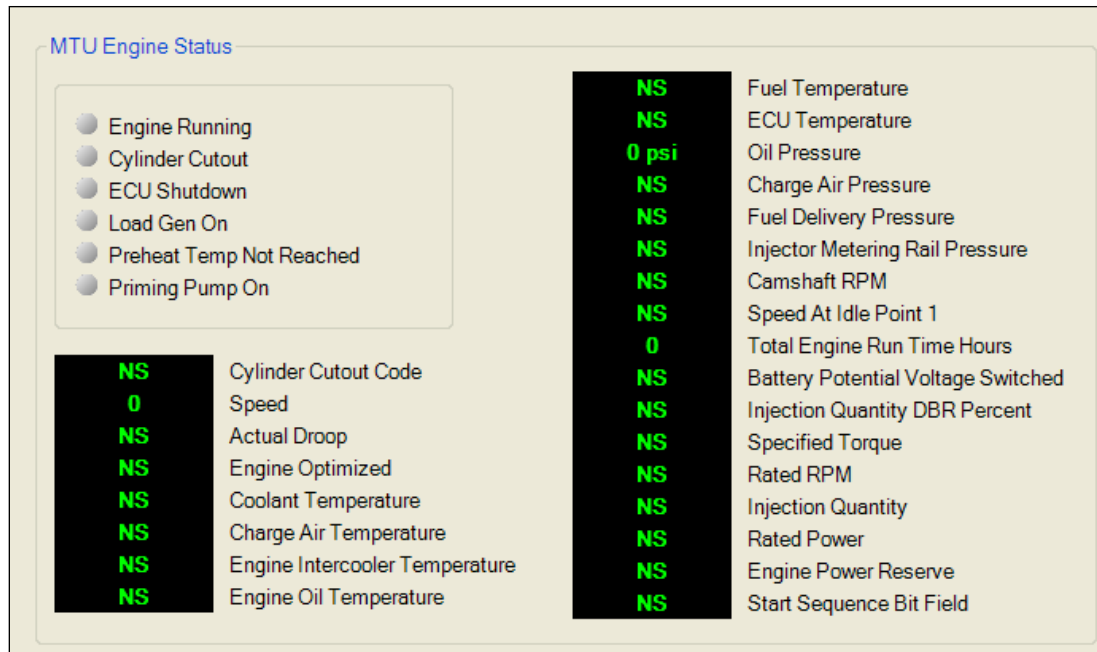 MTU Engine Status
Engine Running
Cylinder Cutout
ECU Shutdown
Load Gen On
Preheat Temp Not Reached
Priming Pump On
NS Cylinder Cutout Code
0 Speed
NS Actual Droop
NS Engine Optimized
NS Coolant Temperature
NS Charge Air Temperature
NS Engine Intercooler Temperature
NS Engine Oil Temperature
NS Fuel Temperature
NS ECU Temperature
0 psi Oil Pressure
NS Charge Air Pressure
NS Fuel Delivery Pressure
NS Injector Metering Rail Pressure
NS Camshaft RPM
NS Speed At Idle Point 1
0 Total Engine Run Time Hours
NS Battery Potential Voltage Switched
NS Injection Quantity DBR Percent
NS Specified Torque
NS Rated RPM
NS Injection Quantity
NS Rated Power
NS Engine Power Reserve
NS Start Sequence Bit Field